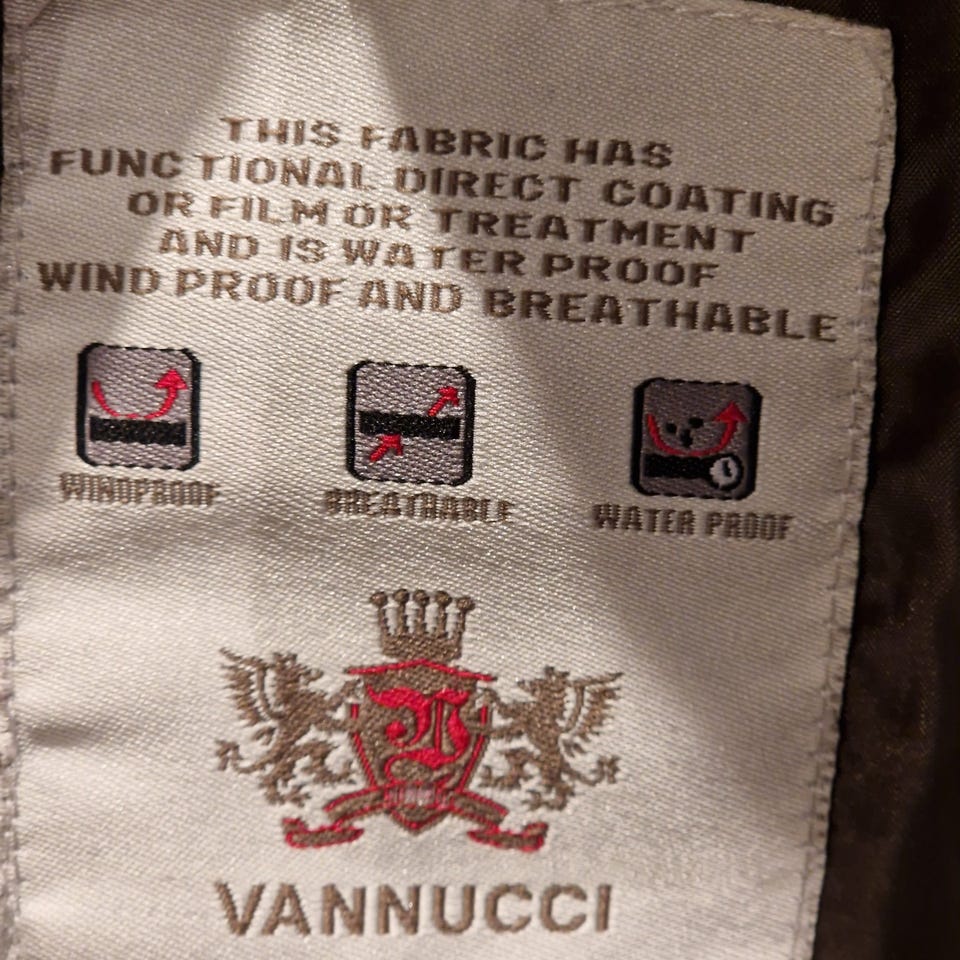 THIS FABRIC HAS
FUNCTIONAL DIRECT COATING
OR FILM OR TREATMENT
AND IS WATER PROOF
WIND PROOF AND BREATHABLE
WINDPROOF
BREATHABLE
WATER PROOF
VANNUCCI